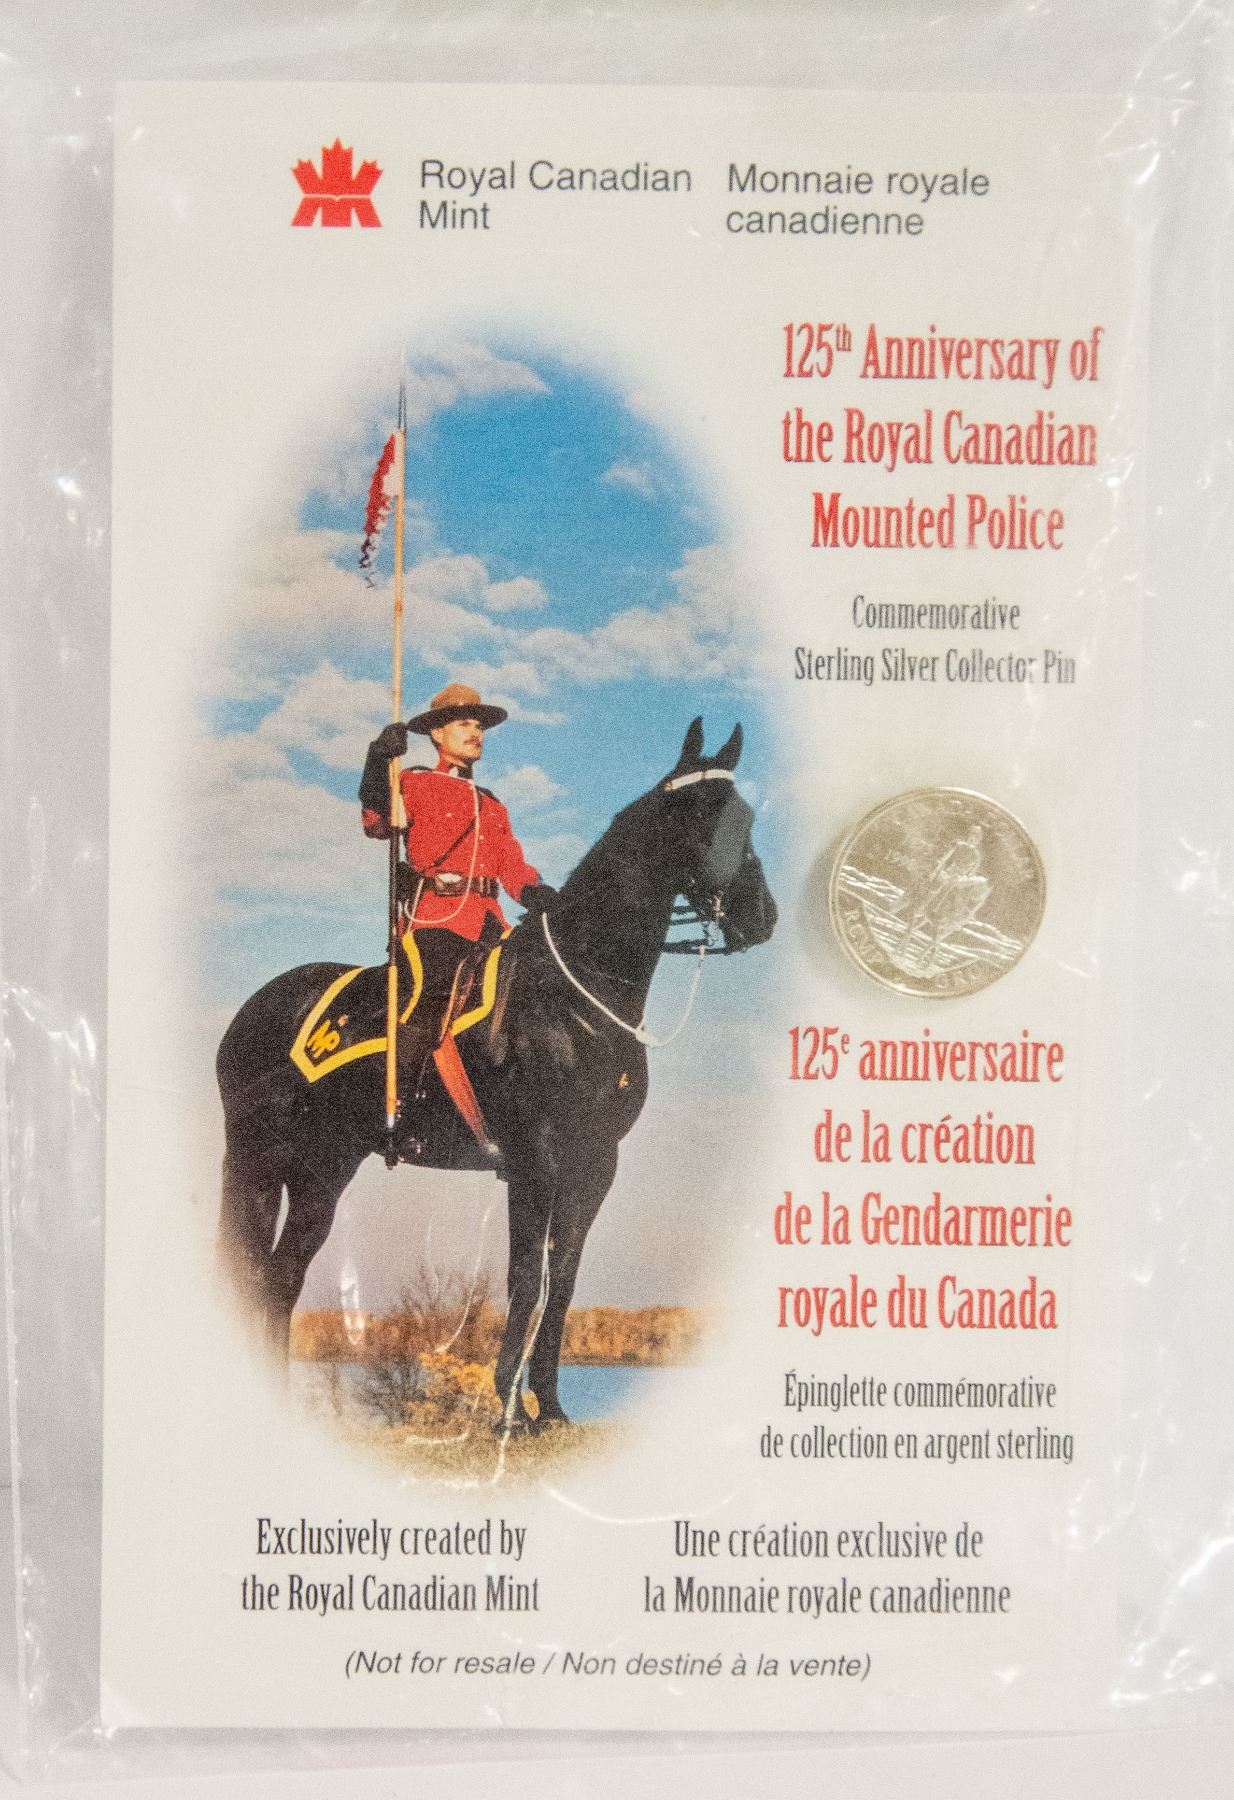 Royal Canadian
Mint
Monnaie royale
canadienne
125th Anniversary of
the Royal Canadian
Mounted Police
Commemorative
Sterling Silver Collector Pin
RCMP
125e anniversaire
de la création
de la Gendarmerie
royale du Canada
Épinglette commémorative
de collection en argent sterling
MP
Exclusively created by
the Royal Canadian Mint
Une création exclusive de
la Monnaie royale canadienne
(Not for resale / Non destiné à la vente)